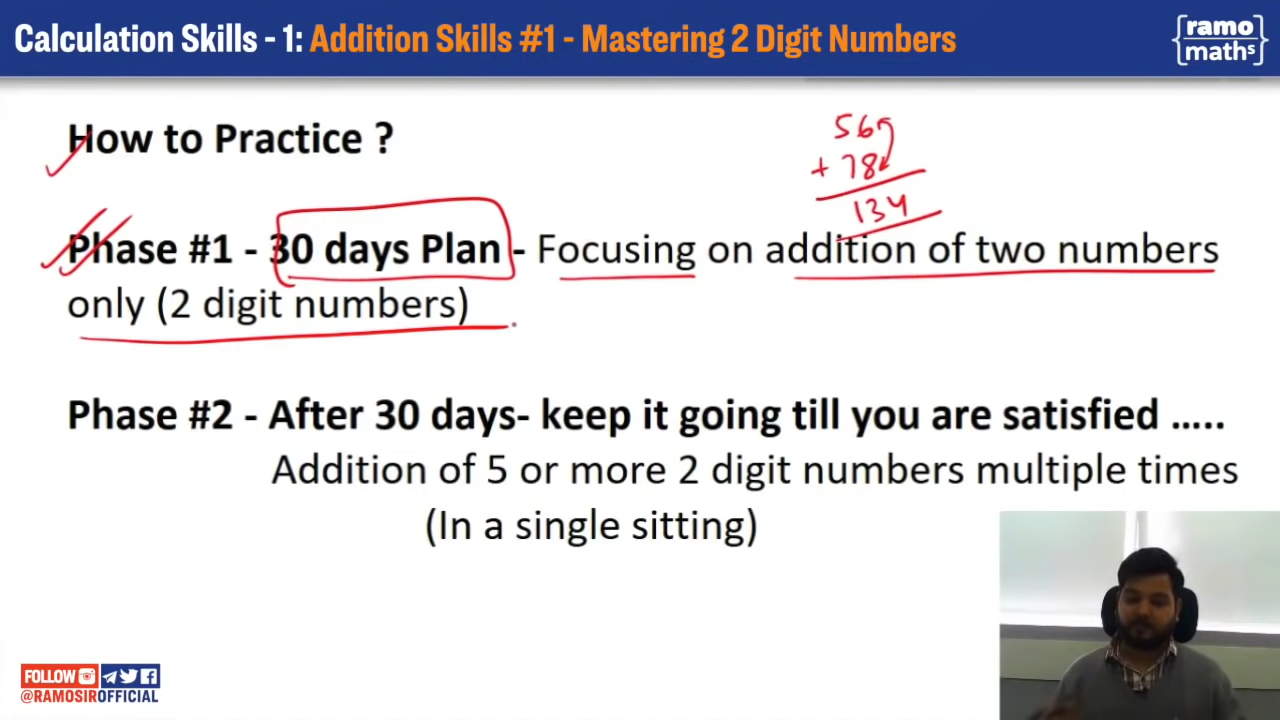 Calculation Skills - 1: Addition Skills #1 - Mastering 2 Digit Numbers
ramo
maths
How to Practice ?
56
+ 78
134
Phase #1 - 30 days Plan - Focusing on addition of two numbers
only (2 digit numbers)
Phase #2 - After 30 days- keep it going till you are satisfied .....
Addition of 5 or more 2 digit numbers multiple times
(In a single sitting)
FOLLOW
@RAMOSIROFFICIAL